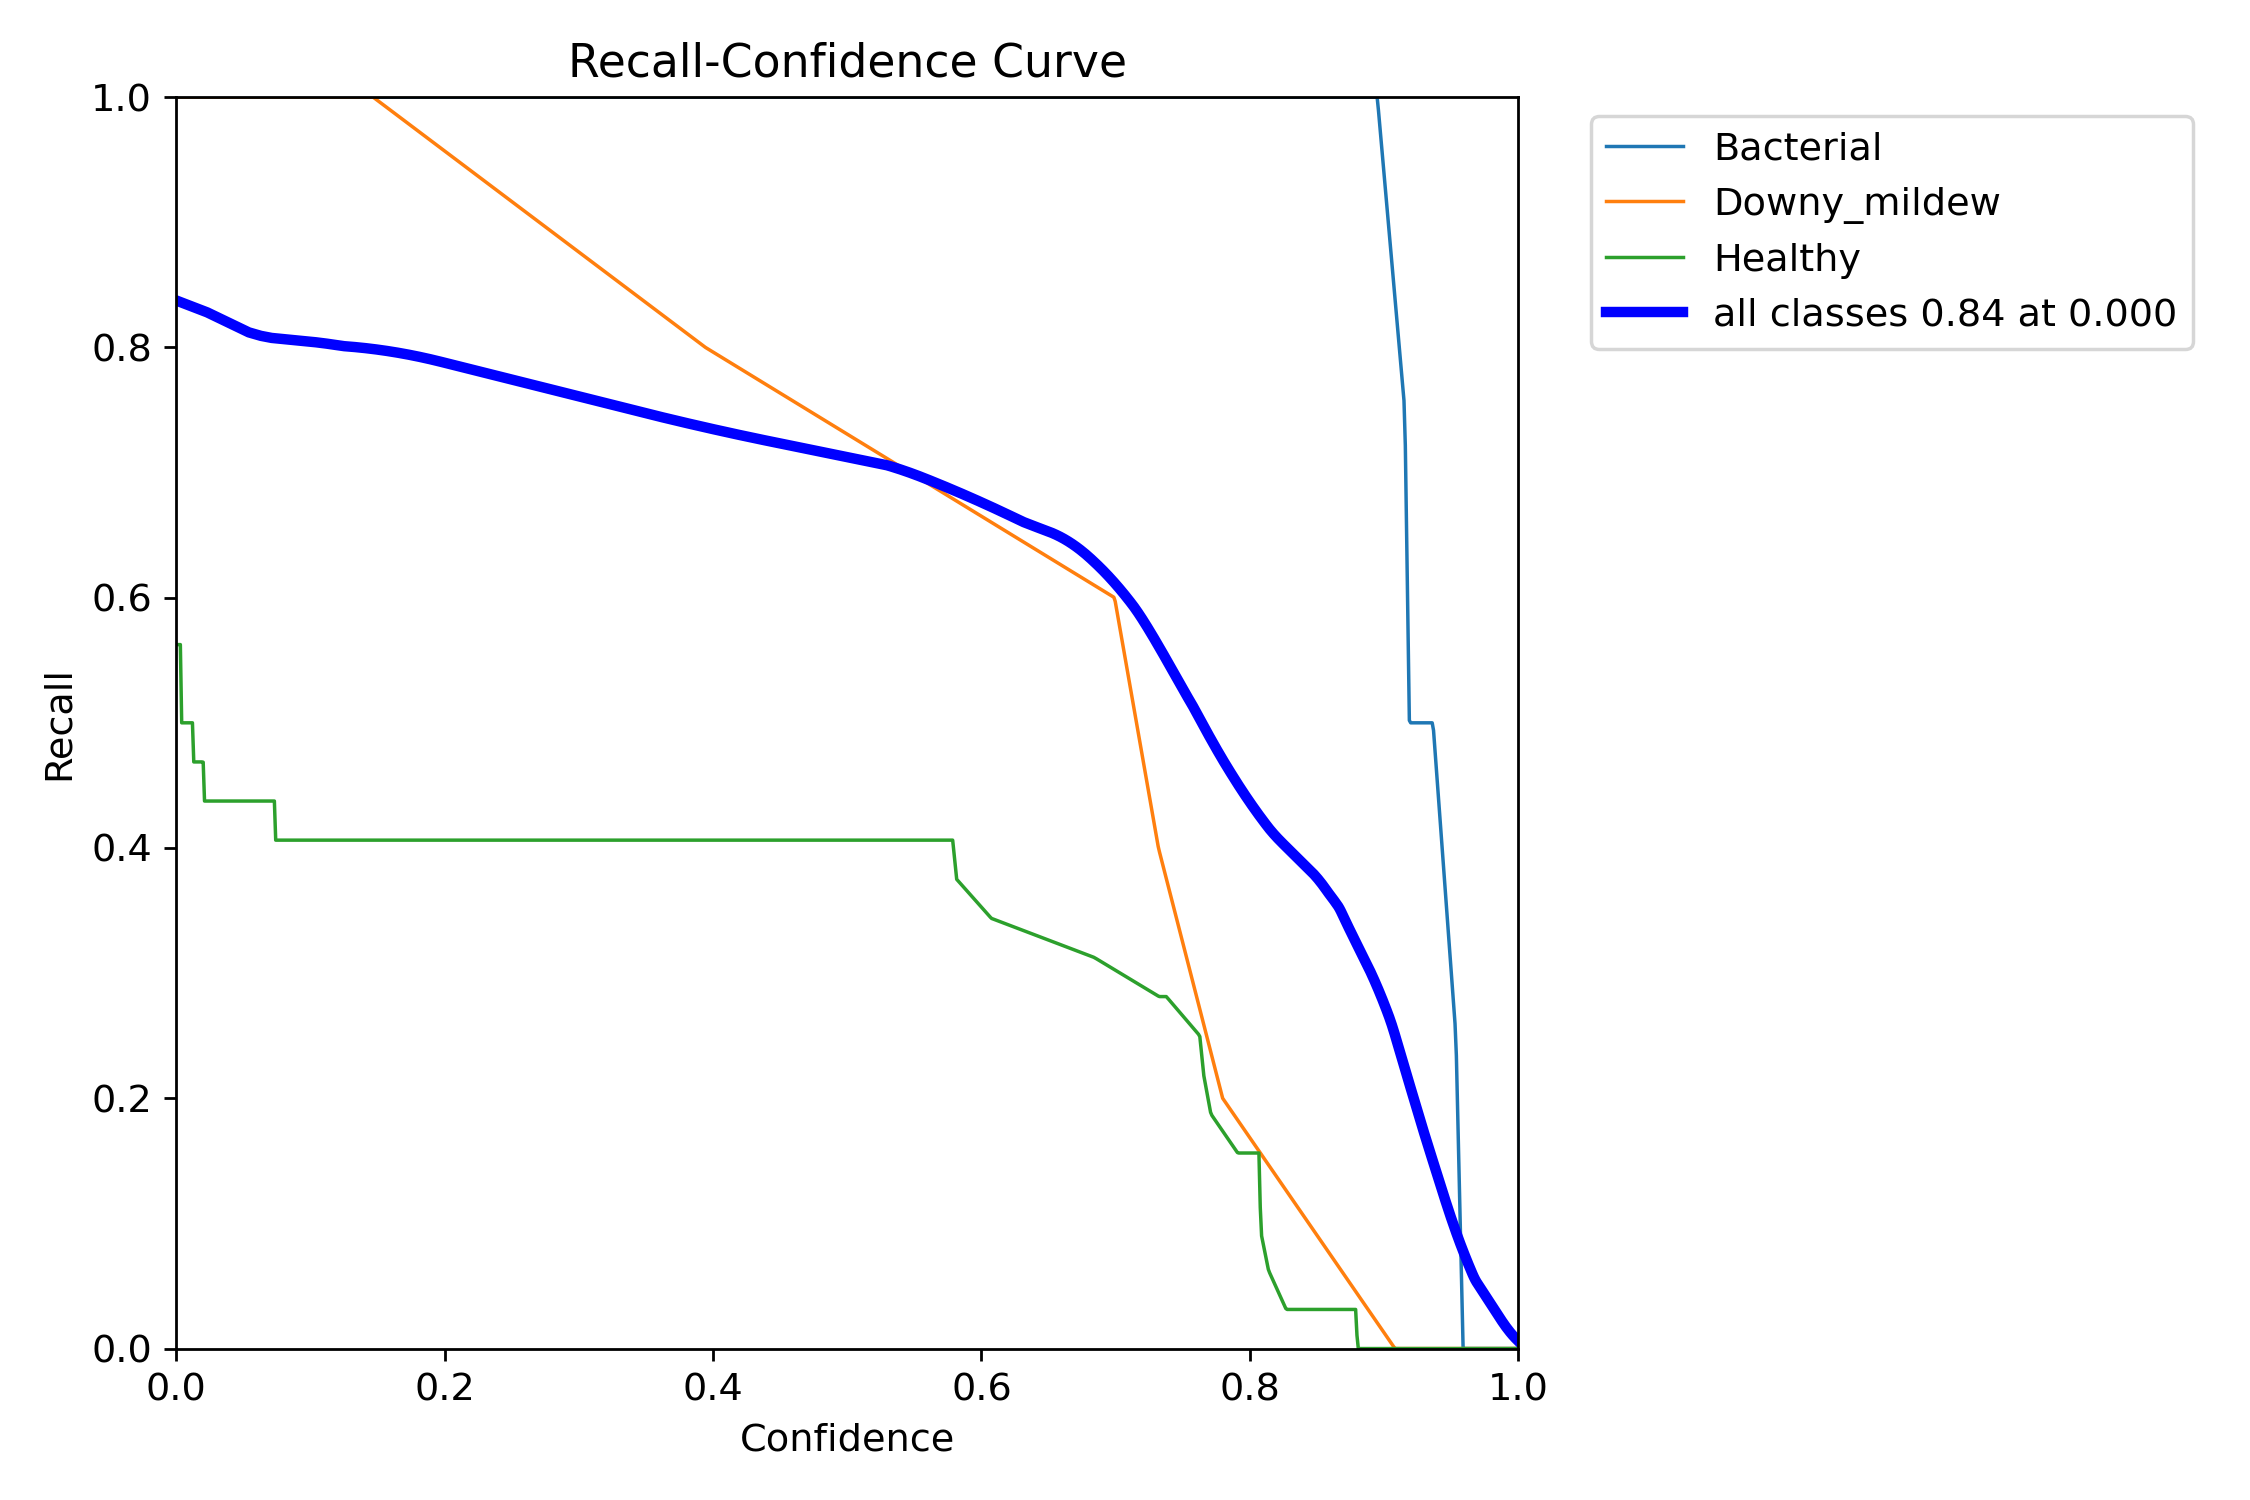 Recall-Confidence Curve
1.0
0.8
0.6
0.4
0.2
0.0
Recall
0.0 0.2 0.4 0.6 0.8 1.0
Confidence
Bacterial
Downy_mildew
Healthy
all classes 0.84 at 0.000